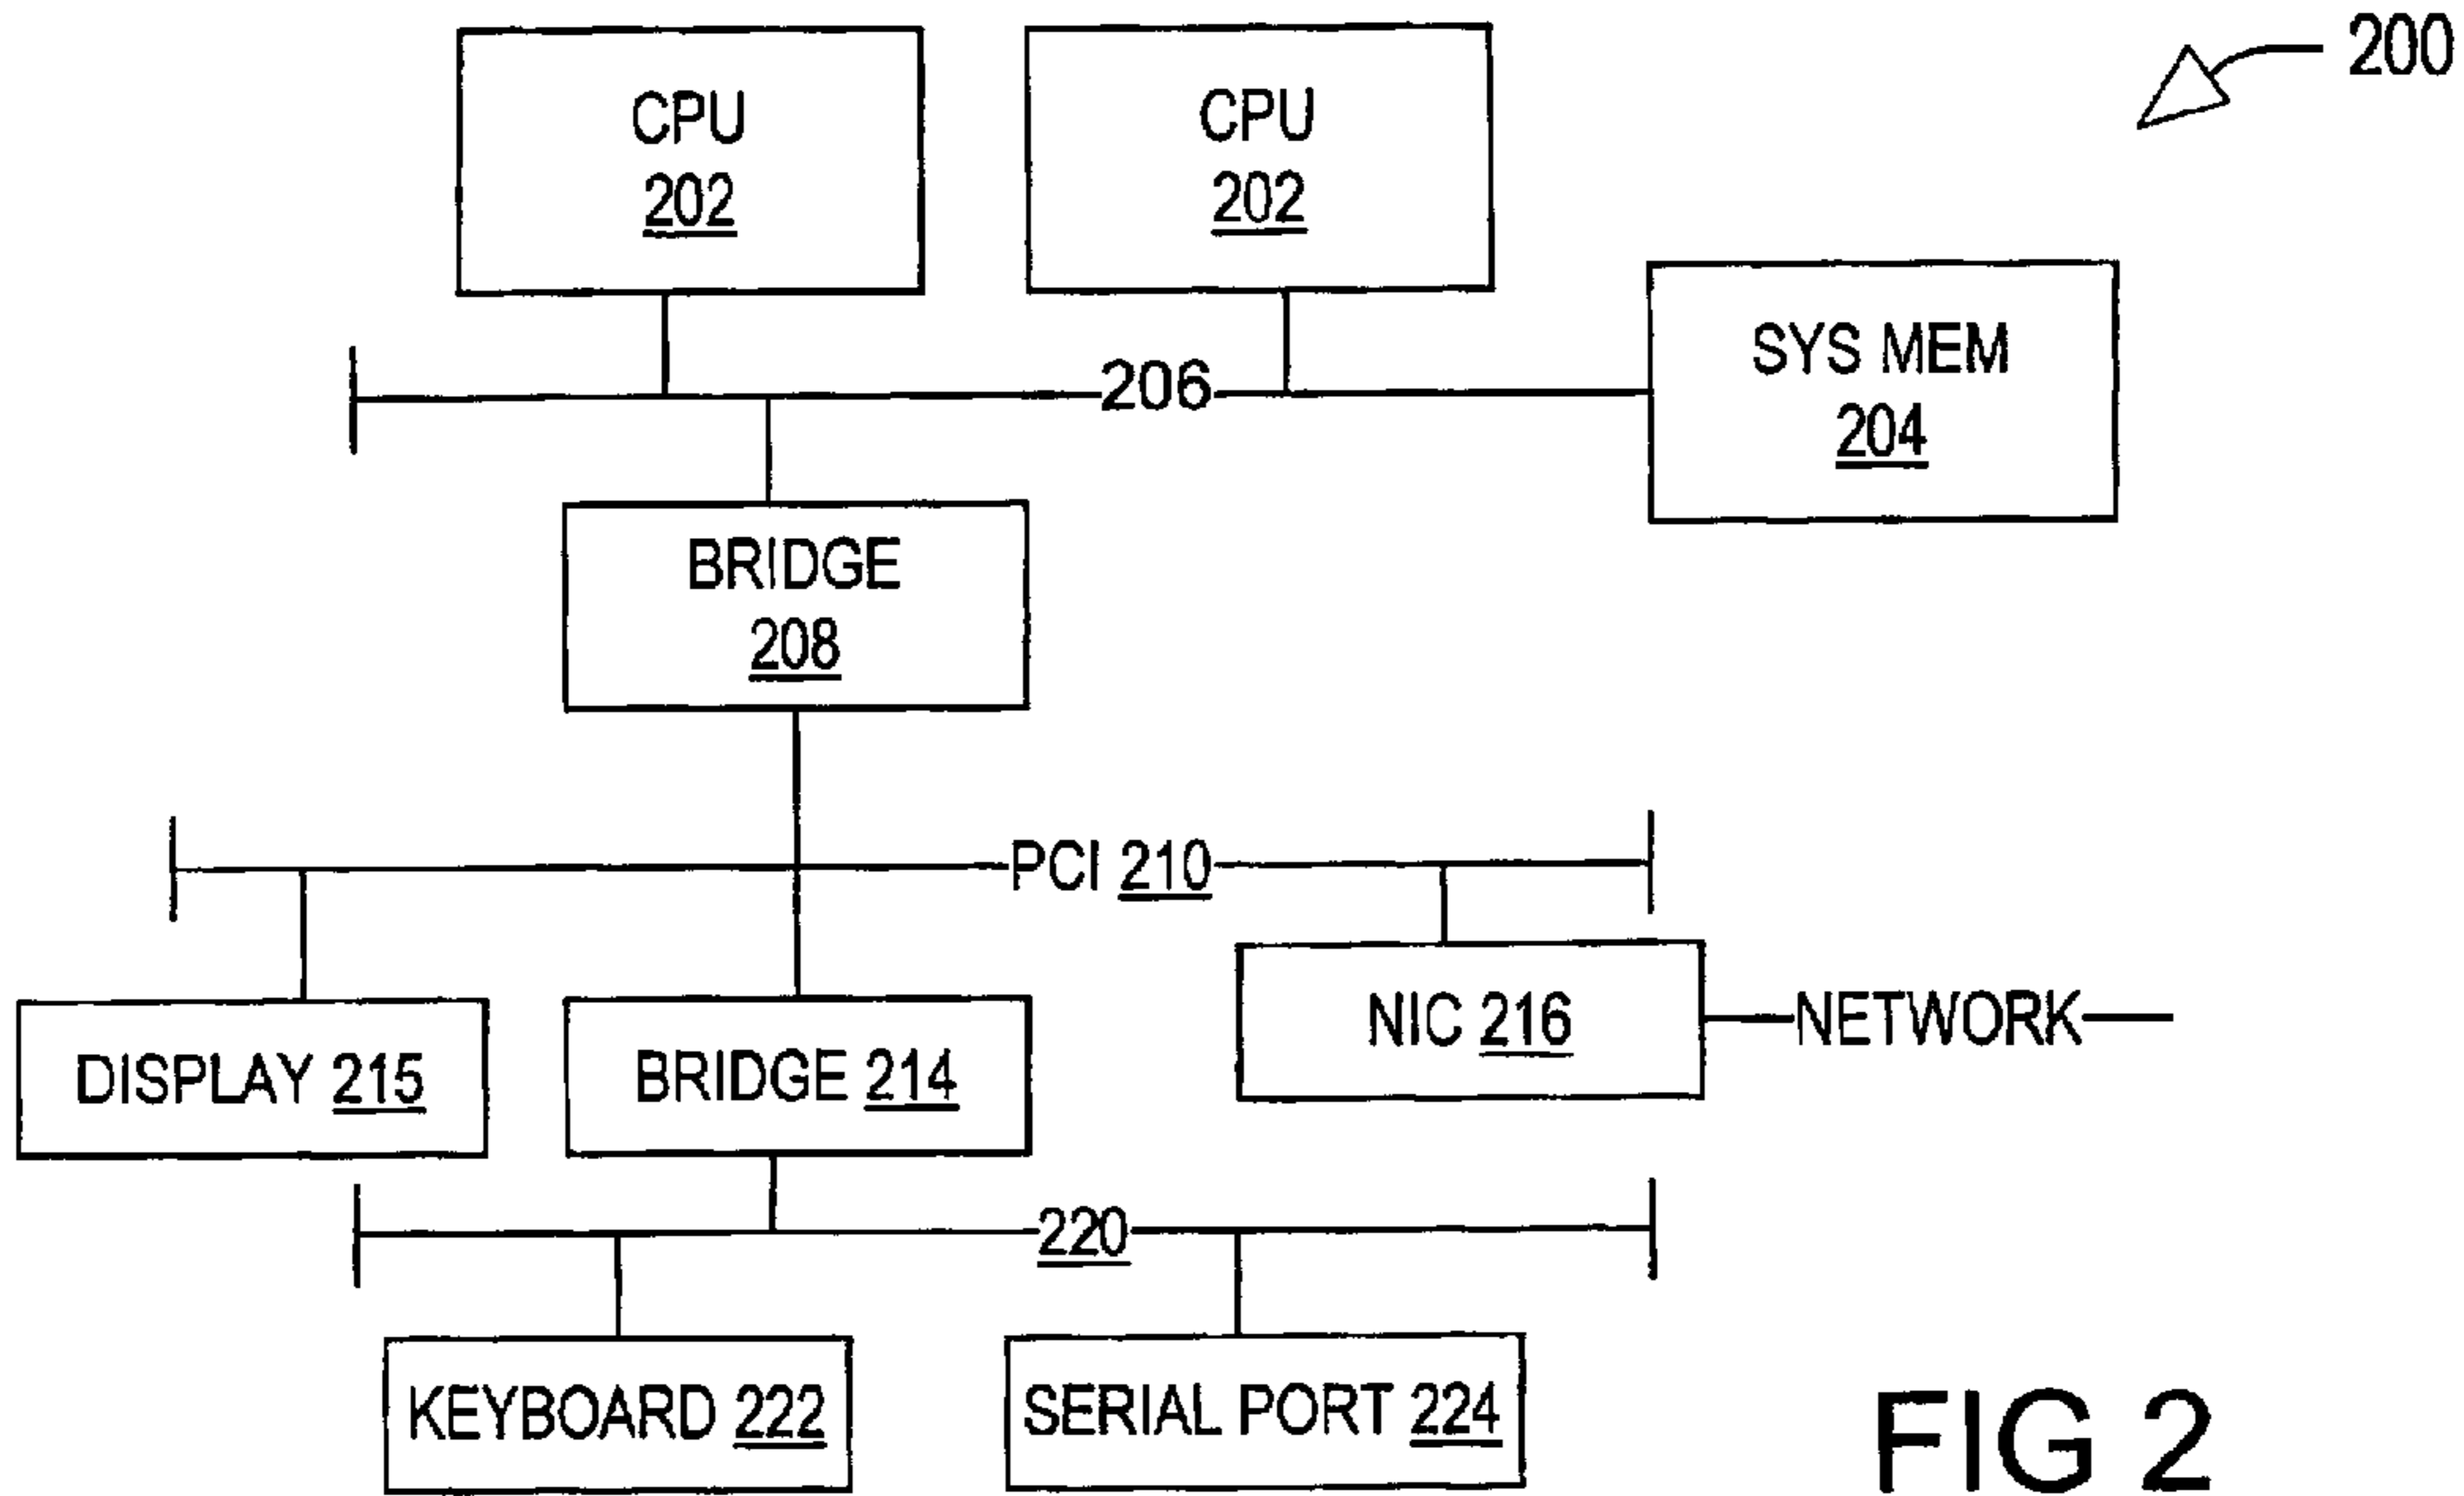 200
CPU
202
CPU
202
SYS MEM
204
206
BRIDGE
208
PCI 210
NIC 216
NETWORK
DISPLAY 215
BRIDGE 214
220
KEYBOARD 222
SERIAL PORT 224
FIG 2